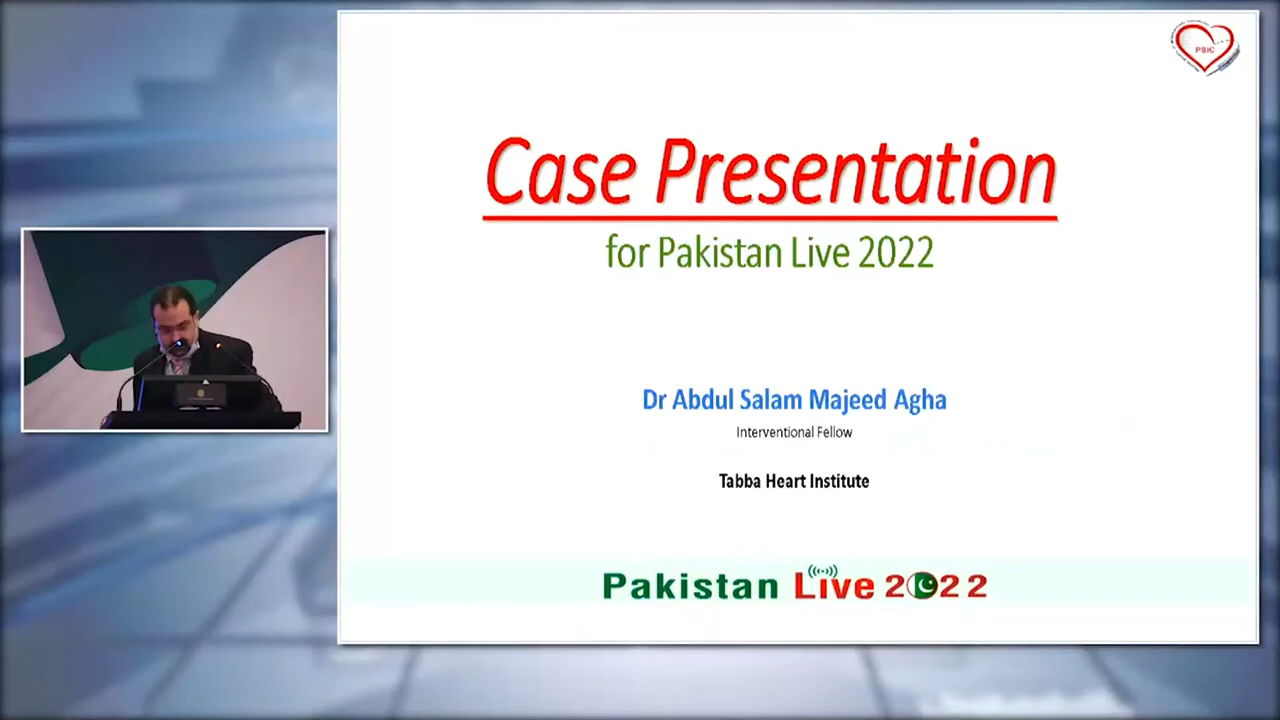 PSIC
Case Presentation
for Pakistan Live 2022
Dr Abdul Salam Majeed Agha
Interventional Fellow
Tabba Heart Institute
Pakistan Live 2022